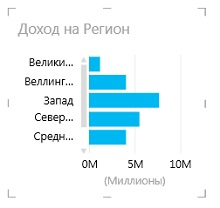 Доход на Регион
Велики...
Веллинг...
Запад
Север...
Средн...
0M 5M 10M
(Миллионы)